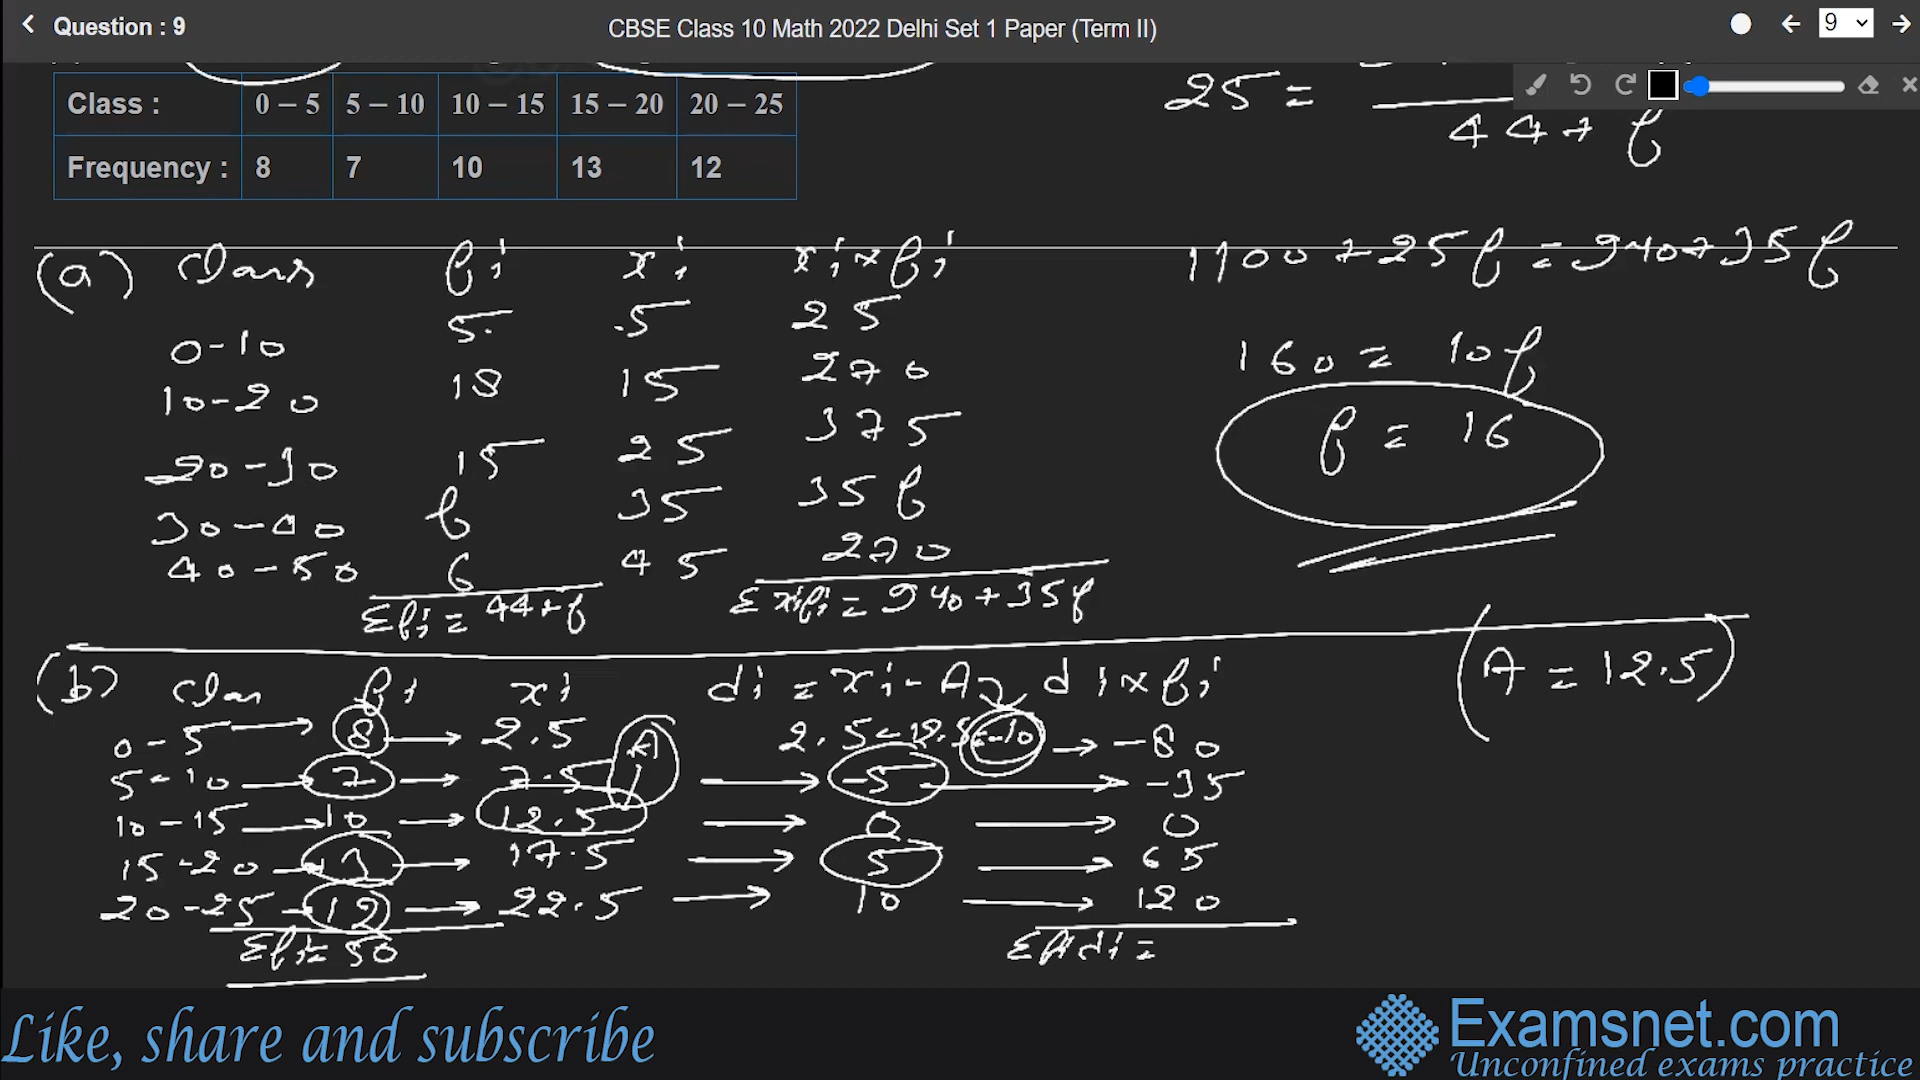 Question : 9
CBSE Class 10 Math 2022 Delhi Set 1 Paper (Term II)
9
Class : 0 – 5 5 – 10 10 – 15 15 – 20 20 – 25
Frequency : 8 7 10 13 12
25 =
44 + f
1100 + 25f = 940 + 35f
160 = 10f
f = 16
(a) Class fi xi xi × fi
0-10 5 5 25
10-20 18 15 270
20-30 15 25 375
30-40 f 35 35f
40-50 6 45 270
Σfi = 44+f Σxifi = 940 + 35f
(b) Clas fi xi di = xi - A di × fi
(A = 12.5)
0-5 8 2.5 A 2.5-12.5 = -10 -80
5-10 7 7.5 -5 -35
10-15 10 12.5 0 0
15-20 13 17.5 5 65
20-25 12 22.5 10 120
Σfi = 50 Σfidi =
Like, share and subscribe
Examsnet.com
Unconfined exams practice